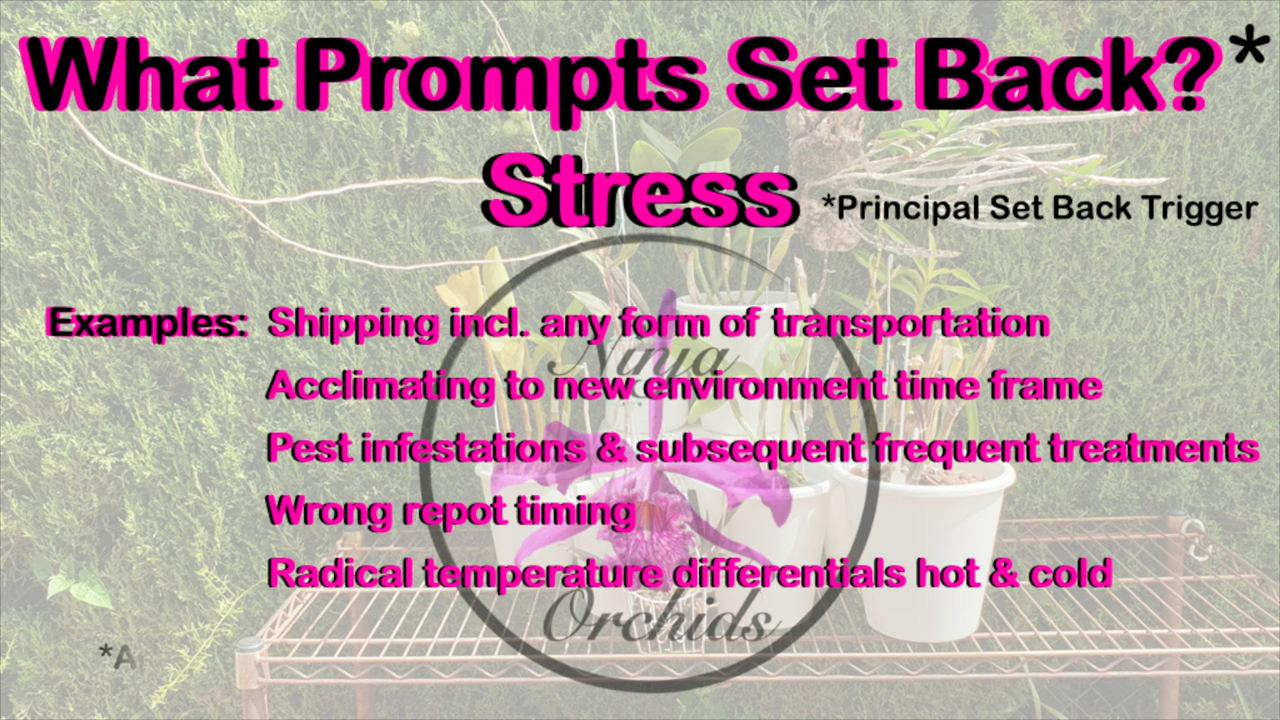 What Prompts Set Back?*
Stress
*Principal Set Back Trigger
Examples: Shipping incl. any form of transportation
Ninja
Acclimating to new environment time frame
Pest infestations & subsequent frequent treatments
Wrong repot timing
Radical temperature differentials hot & cold
Orchids